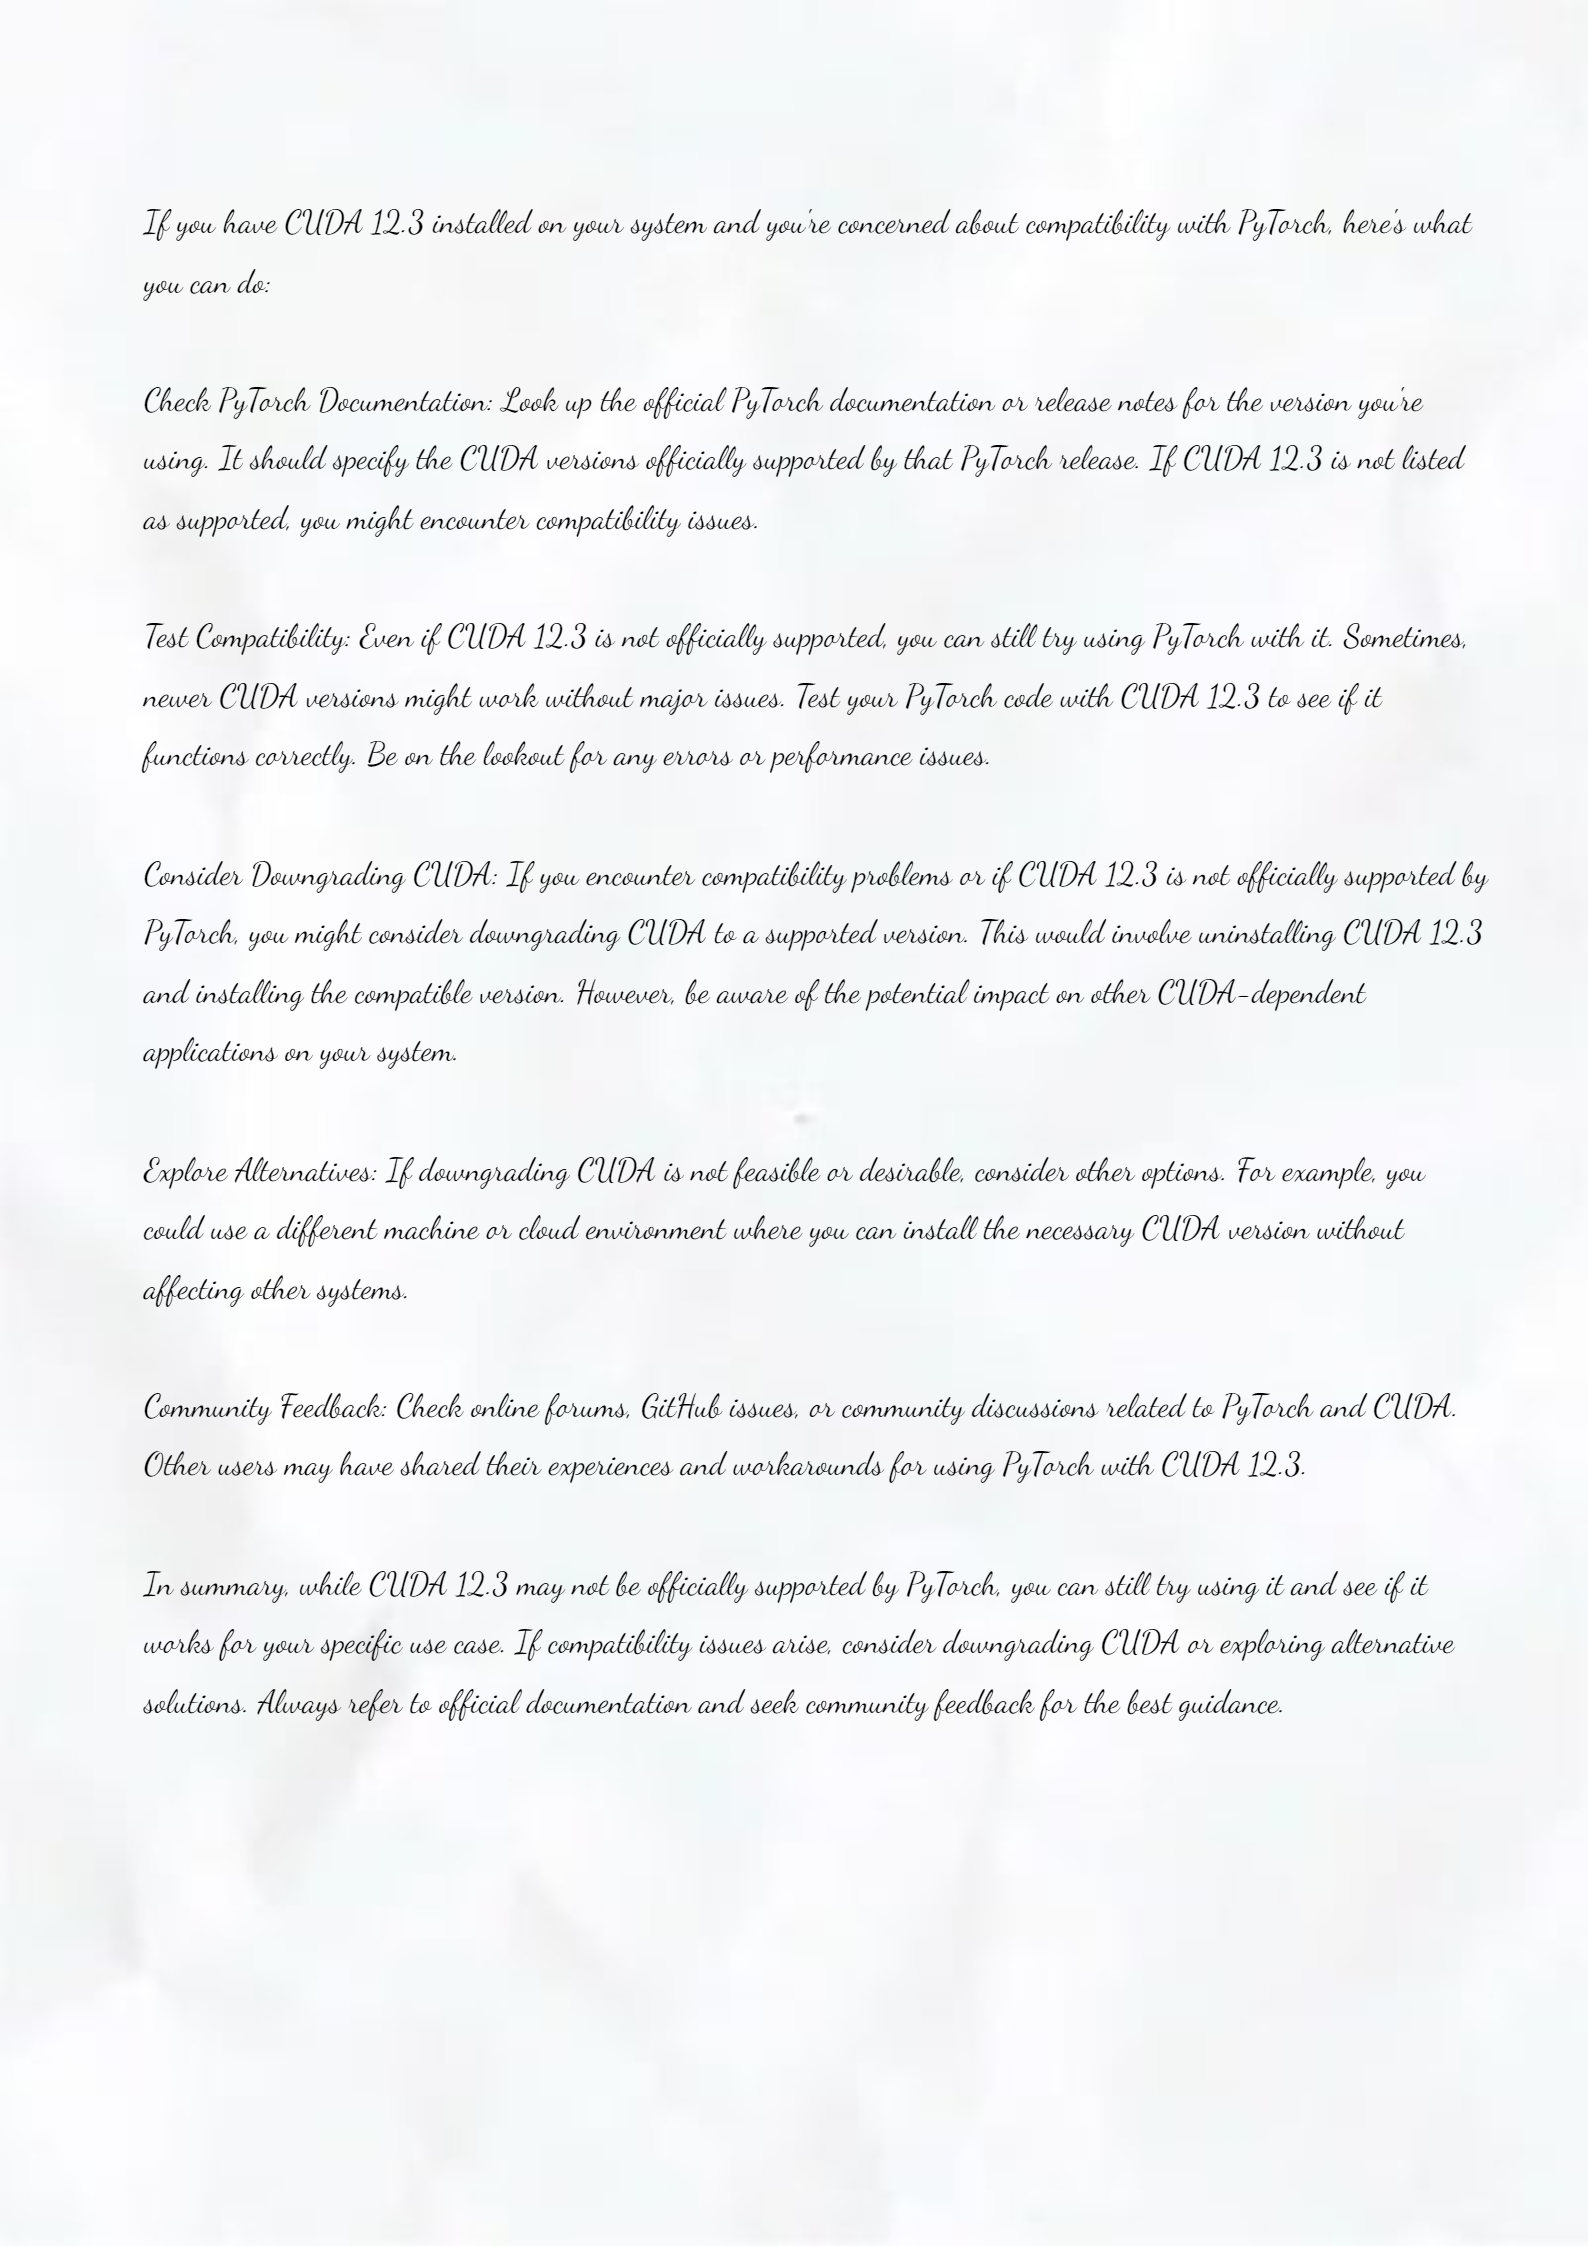 If you have CUDA 12.3 installed on your system and you're concerned about compatibility with PyTorch, here's what
you can do:
Check PyTorch Documentation: Look up the official PyTorch documentation or release notes for the version you're
using. It should specify the CUDA versions officially supported by that PyTorch release. If CUDA 12.3 is not listed
as supported, you might encounter compatibility issues.
Test Compatibility: Even if CUDA 12.3 is not officially supported, you can still try using PyTorch with it. Sometimes,
newer CUDA versions might work without major issues. Test your PyTorch code with CUDA 12.3 to see if it
functions correctly. Be on the lookout for any errors or performance issues.
Consider Downgrading CUDA: If you encounter compatibility problems or if CUDA 12.3 is not officially supported by
PyTorch, you might consider downgrading CUDA to a supported version. This would involve uninstalling CUDA 12.3
and installing the compatible version. However, be aware of the potential impact on other CUDA-dependent
applications on your system.
Explore Alternatives: If downgrading CUDA is not feasible or desirable, consider other options. For example, you
could use a different machine or cloud environment where you can install the necessary CUDA version without
affecting other systems.
Community Feedback: Check online forums, GitHub issues, or community discussions related to PyTorch and CUDA.
Other users may have shared their experiences and workarounds for using PyTorch with CUDA 12.3.
In summary, while CUDA 12.3 may not be officially supported by PyTorch, you can still try using it and see if it
works for your specific use case. If compatibility issues arise, consider downgrading CUDA or exploring alternative
solutions. Always refer to official documentation and seek community feedback for the best guidance.